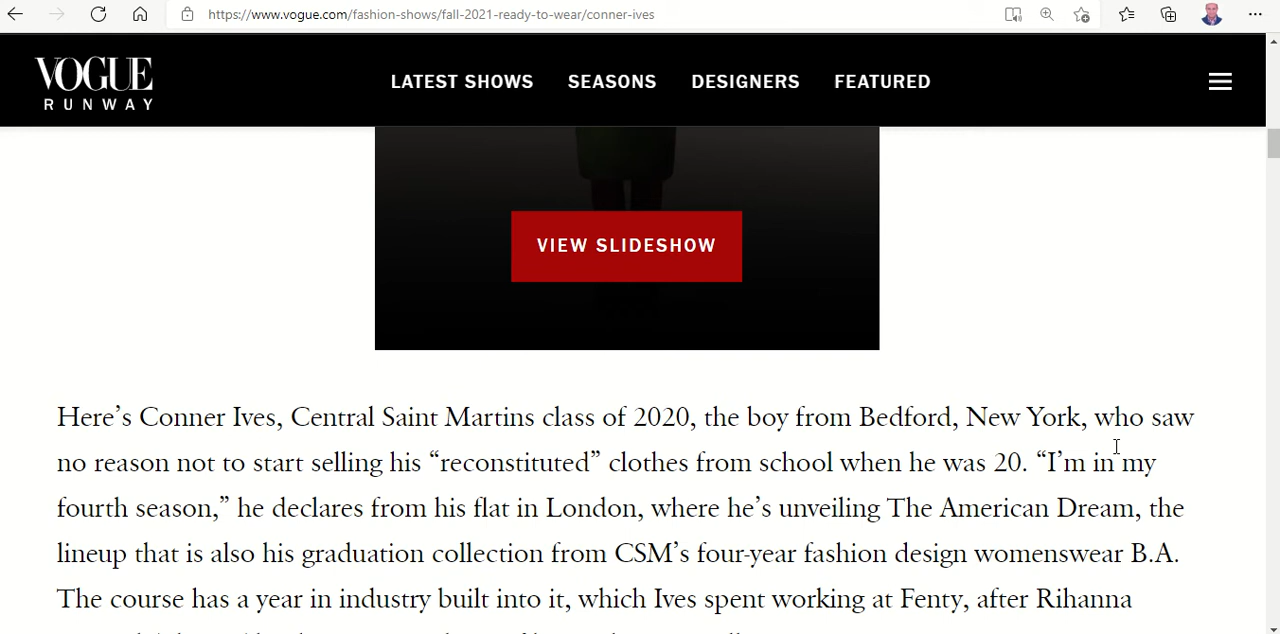 https://www.vogue.com/fashion-shows/fall-2021-ready-to-wear/conner-ives
VOGUE
RUNWAY
LATEST SHOWS SEASONS DESIGNERS FEATURED
VIEW SLIDESHOW
Here’s Conner Ives, Central Saint Martins class of 2020, the boy from Bedford, New York, who saw
no reason not to start selling his “reconstituted” clothes from school when he was 20. “I’m in my
fourth season,” he declares from his flat in London, where he’s unveiling The American Dream, the
lineup that is also his graduation collection from CSM’s four-year fashion design womenswear B.A.
The course has a year in industry built into it, which Ives spent working at Fenty, after Rihanna